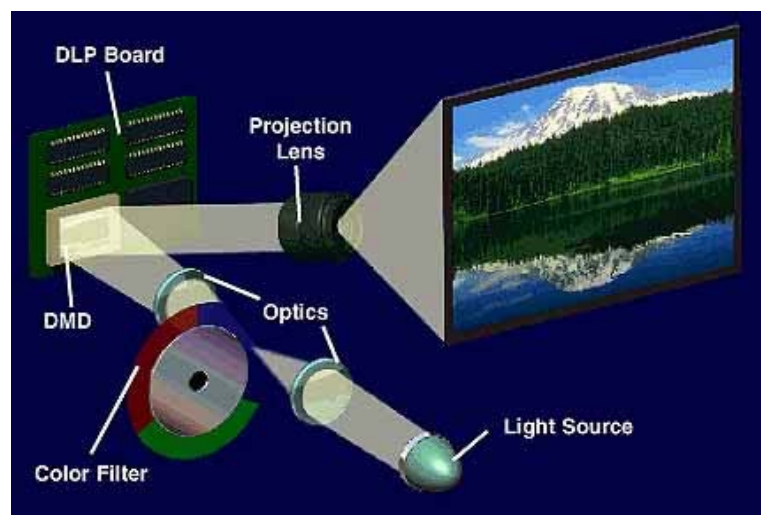 DLP Board
Projection
Lens
DMD
Optics
Light Source
Color Filter